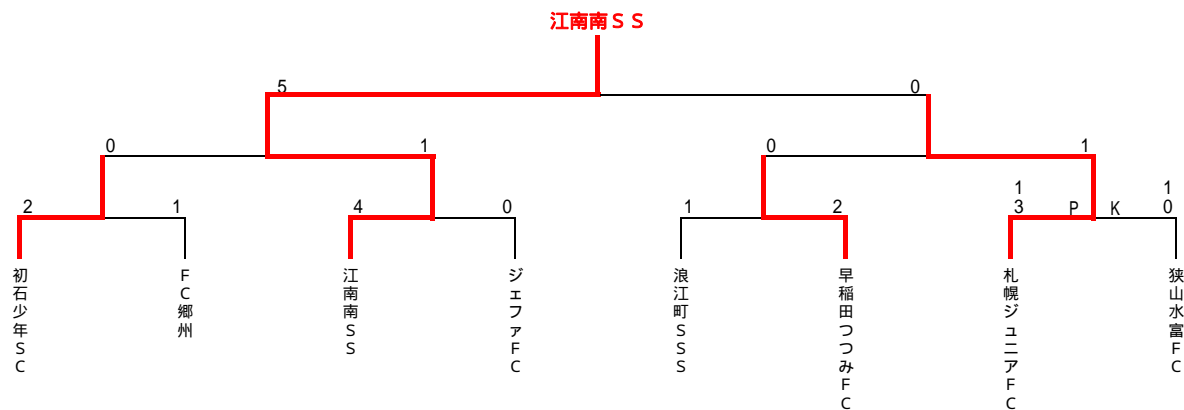 江南南ＳＳ
5 0
0 1 0 1
1 1
2 1 4 0 1 2 3 ＰＫ 0
初石少年ＳＣ
ＦＣ郷州
江南南ＳＳ
ジェファＦＣ
浪江町ＳＳＳ
早稲田つつみＦＣ
札幌ジュニアＦＣ
狭山水富ＦＣ